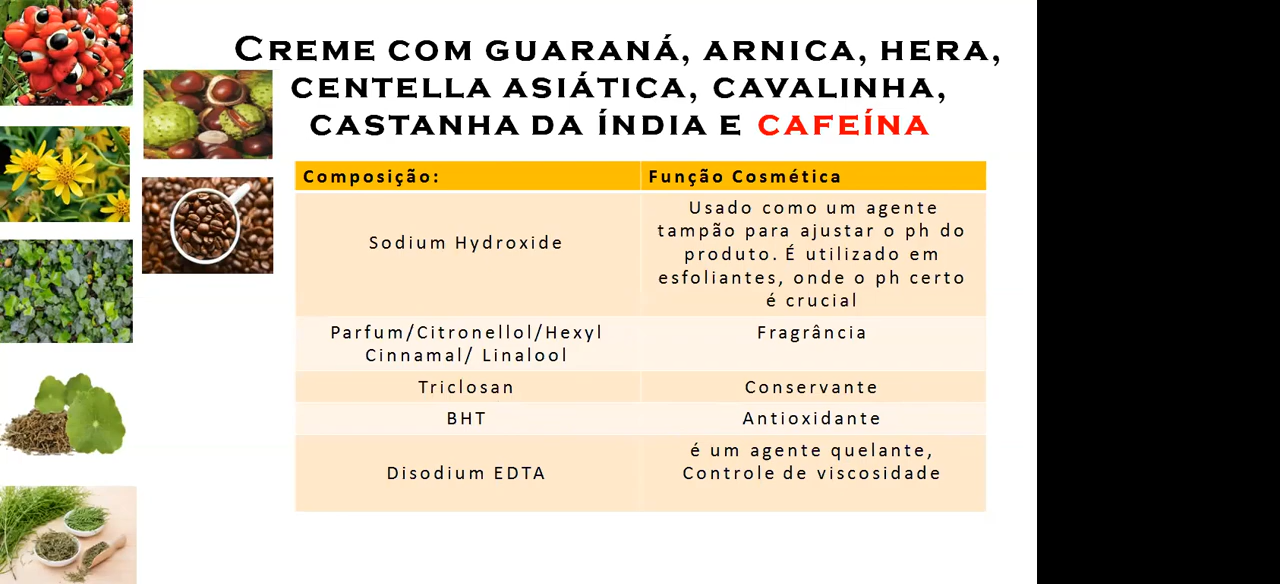 CREME COM GUARANÁ, ARNICA, HERA,
CENTELLA ASIÁTICA, CAVALINHA,
CASTANHA DA ÍNDIA E CAFEÍNA
Composição:
Função Cosmética
Sodium Hydroxide
Usado como um agente
tampão para ajustar o ph do
produto. É utilizado em
esfoliantes, onde o ph certo
é crucial
Parfum/Citronellol/Hexyl
Cinnamal/ Linalool
Fragrância
Triclosan
Conservante
BHT
Antioxidante
Disodium EDTA
é um agente quelante,
Controle de viscosidade